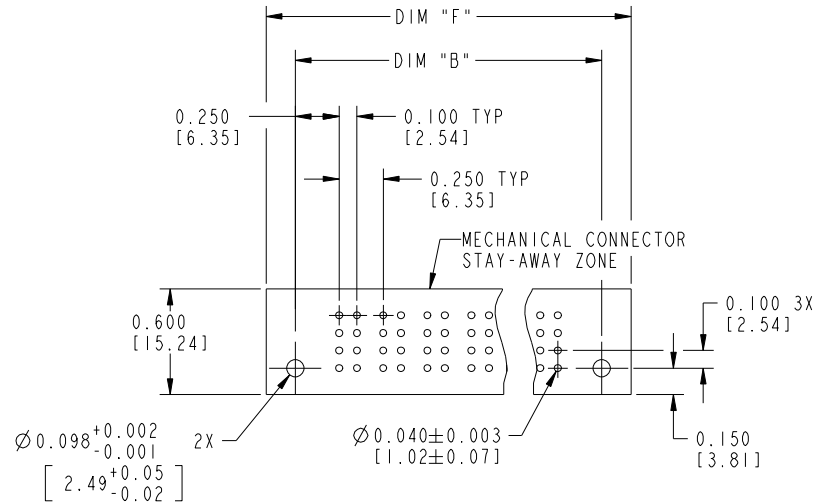 DIM "F"
DIM "B"
0.250
[6.35]
0.100 TYP
[2.54]
0.250 TYP
[6.35]
MECHANICAL CONNECTOR
STAY-AWAY ZONE
0.600
[15.24]
0.100 3X
[2.54]
Ø0.098 +0.002
-0.001
2X
[2.49 +0.05
-0.02]
Ø0.040±0.003
[1.02±0.07]
0.150
[3.81]